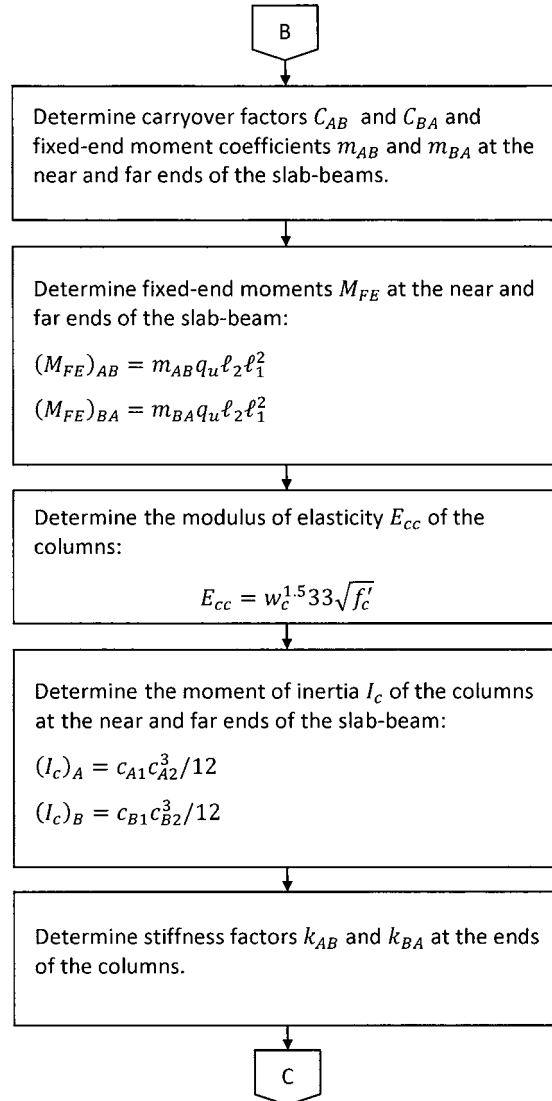 B
Determine carryover factors C_AB and C_BA and
fixed-end moment coefficients m_AB and m_BA at the
near and far ends of the slab-beams.
Determine fixed-end moments M_FE at the near and
far ends of the slab-beam:
(M_FE)_AB = m_AB q_u ℓ_2 ℓ_1^2
(M_FE)_BA = m_BA q_u ℓ_2 ℓ_1^2
Determine the modulus of elasticity E_cc of the
columns:
E_cc = w_c^1.5 33√f_c′
Determine the moment of inertia I_c of the columns
at the near and far ends of the slab-beam:
(I_c)_A = c_A1 c_A2^3/12
(I_c)_B = c_B1 c_B2^3/12
Determine stiffness factors k_AB and k_BA at the ends
of the columns.
C